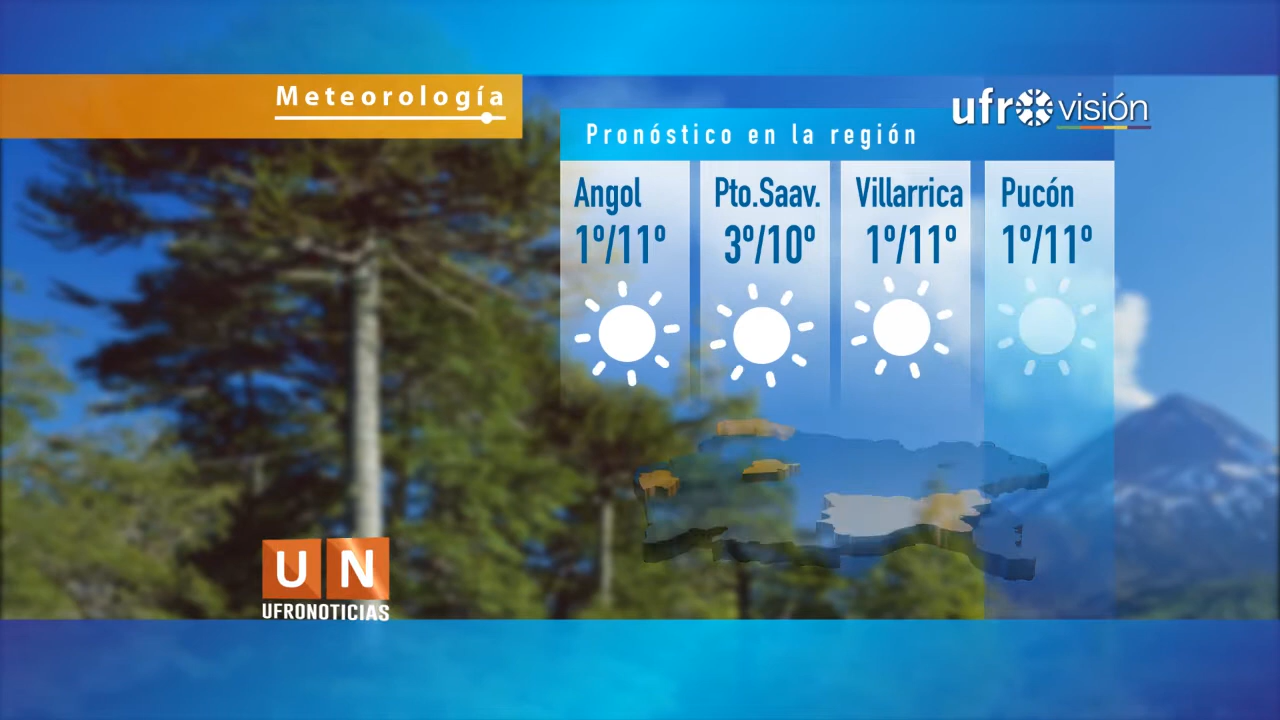 Meteorología
ufrovisión
Pronóstico en la región
Angol
1º/11º
Pto.Saav.
3º/10º
Villarrica
1º/11º
Pucón
1º/11º
UN
UFRONOTICIAS